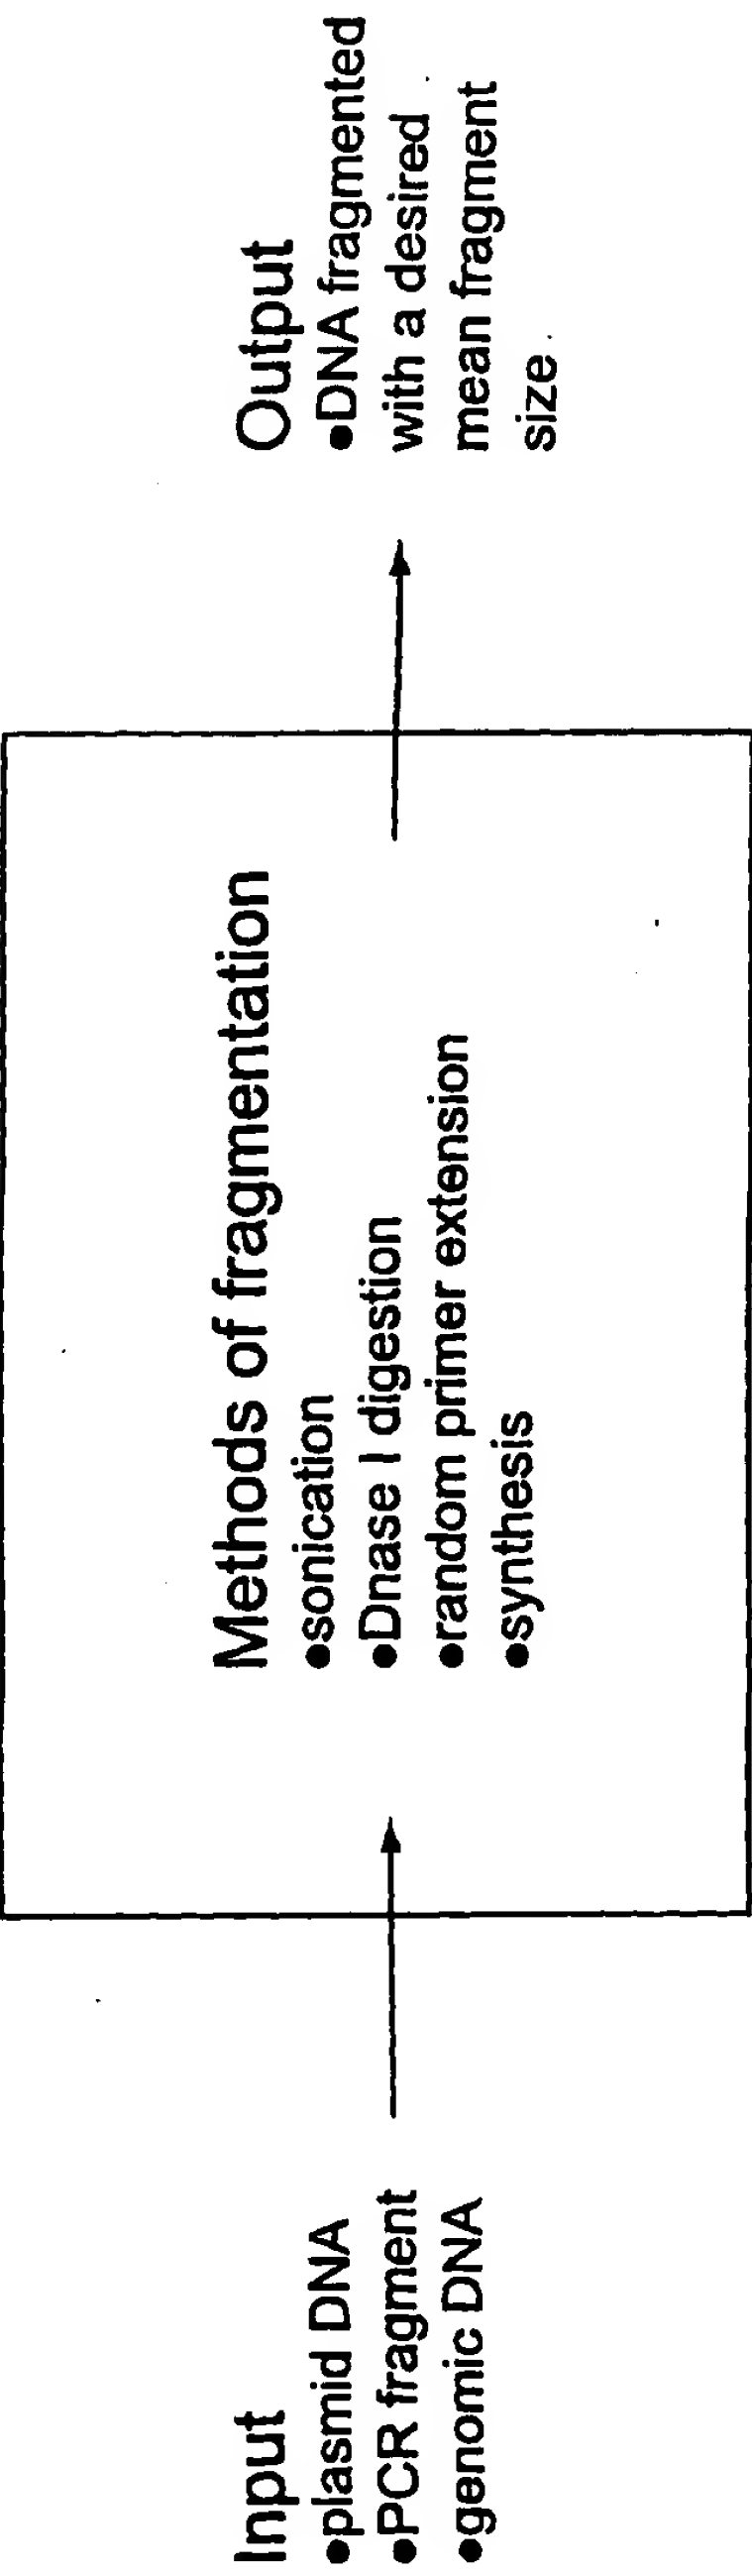 Input
•plasmid DNA
•PCR fragment
•genomic DNA
Methods of fragmentation
•sonication
•Dnase I digestion
•random primer extension
•synthesis
Output
•DNA fragmented
with a desired
mean fragment
size